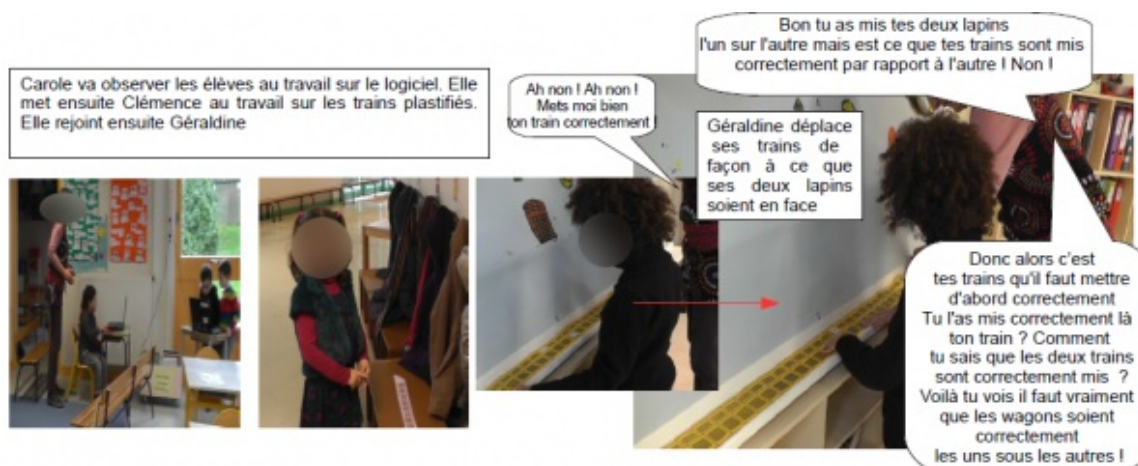 Carole va observer les élèves au travail sur le logiciel. Elle
met ensuite Clémence au travail sur les trains plastifiés.
Elle rejoint ensuite Géraldine
Ah non ! Ah non !
Mets moi bien
ton train correctement !
Géraldine déplace
ses trains de
façon à ce que
ses deux lapins
soient en face
Bon tu as mis tes deux lapins
l'un sur l'autre mais est ce que tes trains sont mis
correctement par rapport à l'autre ! Non !
Donc alors c'est
tes trains qu'il faut mettre
d'abord correctement
Tu l'as mis correctement là
ton train ? Comment
tu sais que les deux trains
sont correctement mis ?
Voilà tu vois il faut vraiment
que les wagons soient
correctement
les uns sous les autres !